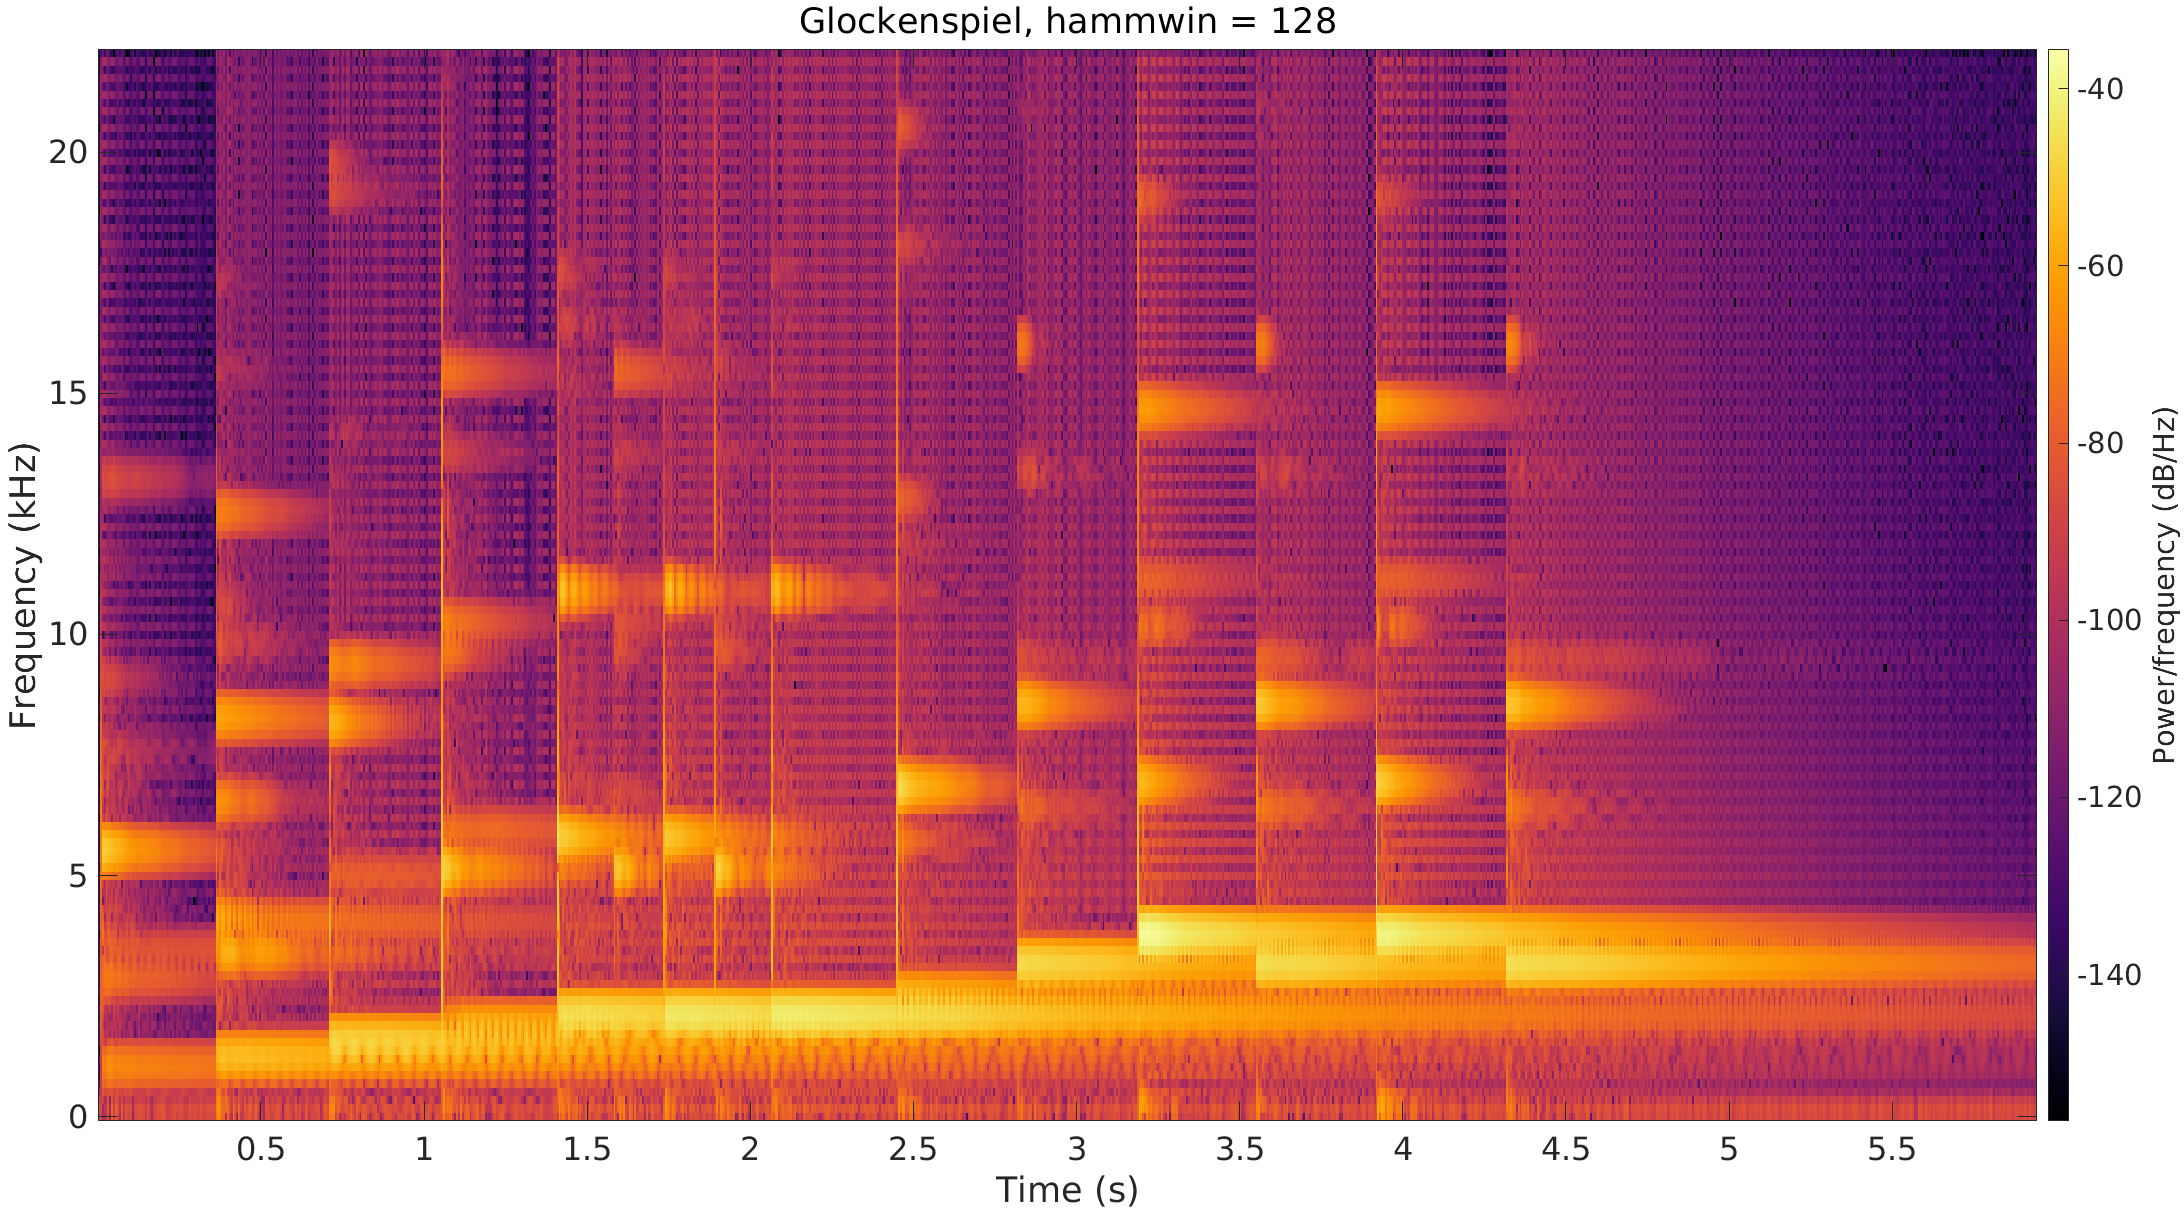 Glockenspiel, hammwin = 128
Frequency (kHz)
20
15
10
5
0
0.5 1 1.5 2 2.5 3 3.5 4 4.5 5 5.5
Time (s)
-40
-60
-80
-100
-120
-140
Power/frequency (dB/Hz)